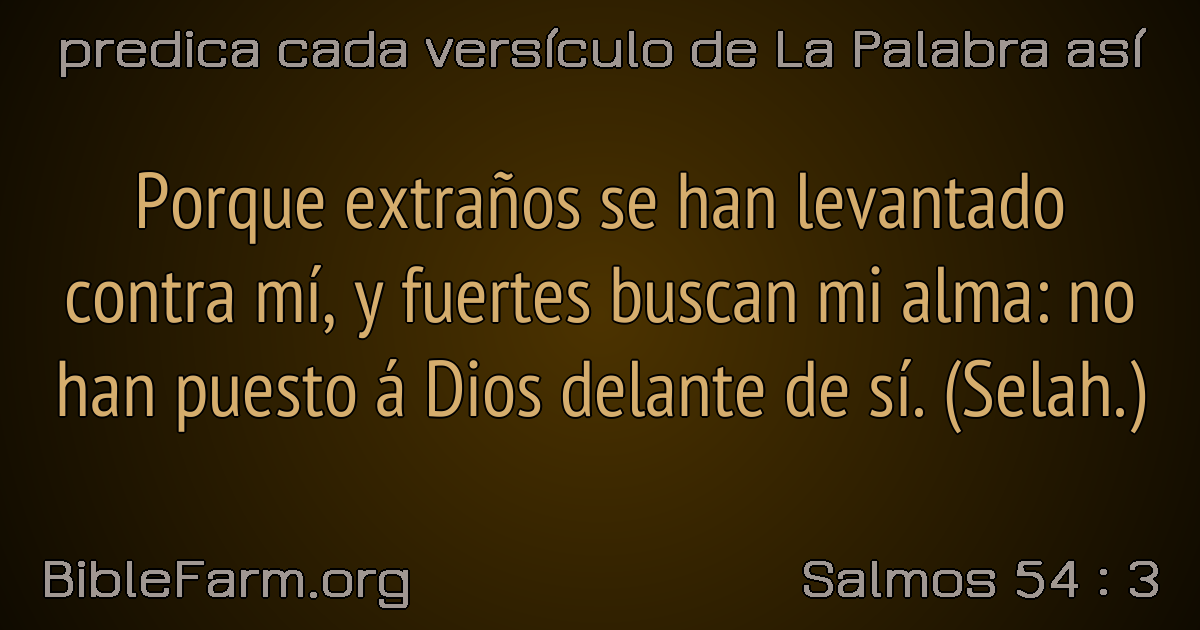 predica cada versículo de La Palabra así
Porque extraños se han levantado
contra mí, y fuertes buscan mi alma: no
han puesto á Dios delante de sí. (Selah.)
BibleFarm.org
Salmos 54 : 3